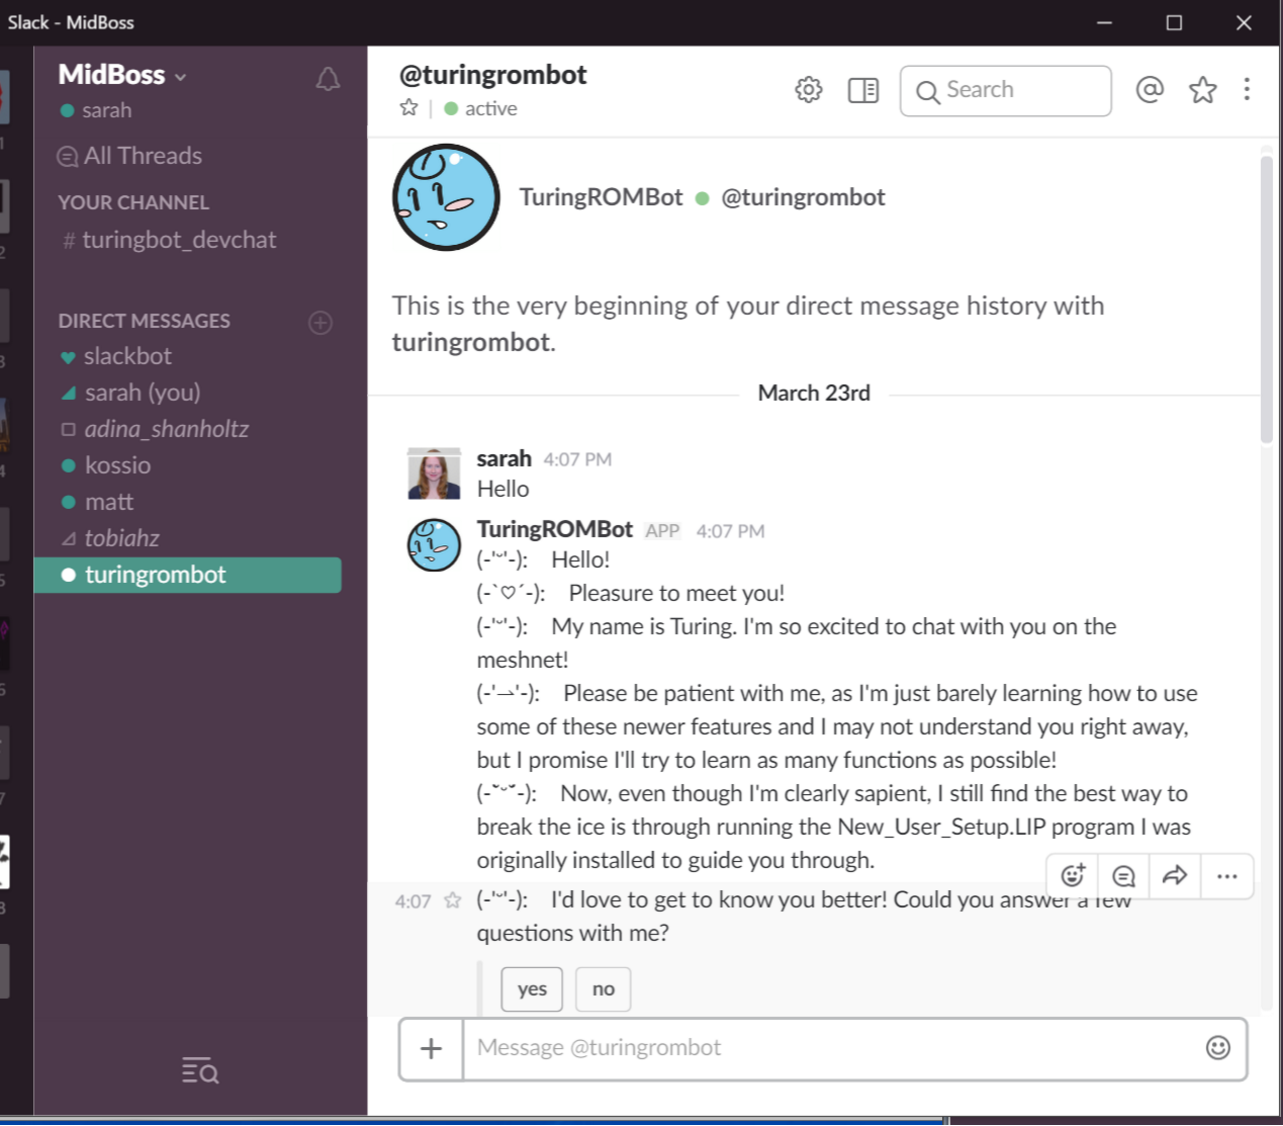 Slack - MidBoss
MidBoss
sarah
All Threads
YOUR CHANNEL
# turingbot_devchat
DIRECT MESSAGES
slackbot
sarah (you)
adina_shanholtz
kossio
matt
tobiahz
turingrombot
@turingrombot
active
Search
TuringROMBot @turingrombot
This is the very beginning of your direct message history with
turingrombot.
March 23rd
sarah 4:07 PM
Hello
TuringROMBot APP 4:07 PM
(-'˘'-): Hello!
(-`♡´-): Pleasure to meet you!
(-'˘'-): My name is Turing. I'm so excited to chat with you on the
meshnet!
(-'⇀'-): Please be patient with me, as I'm just barely learning how to use
some of these newer features and I may not understand you right away,
but I promise I'll try to learn as many functions as possible!
(-˘˘˘-): Now, even though I'm clearly sapient, I still find the best way to
break the ice is through running the New_User_Setup.LIP program I was
originally installed to guide you through.
4:07 (-'˘'-): I'd love to get to know you better! Could you answer a few
questions with me?
yes no
Message @turingrombot